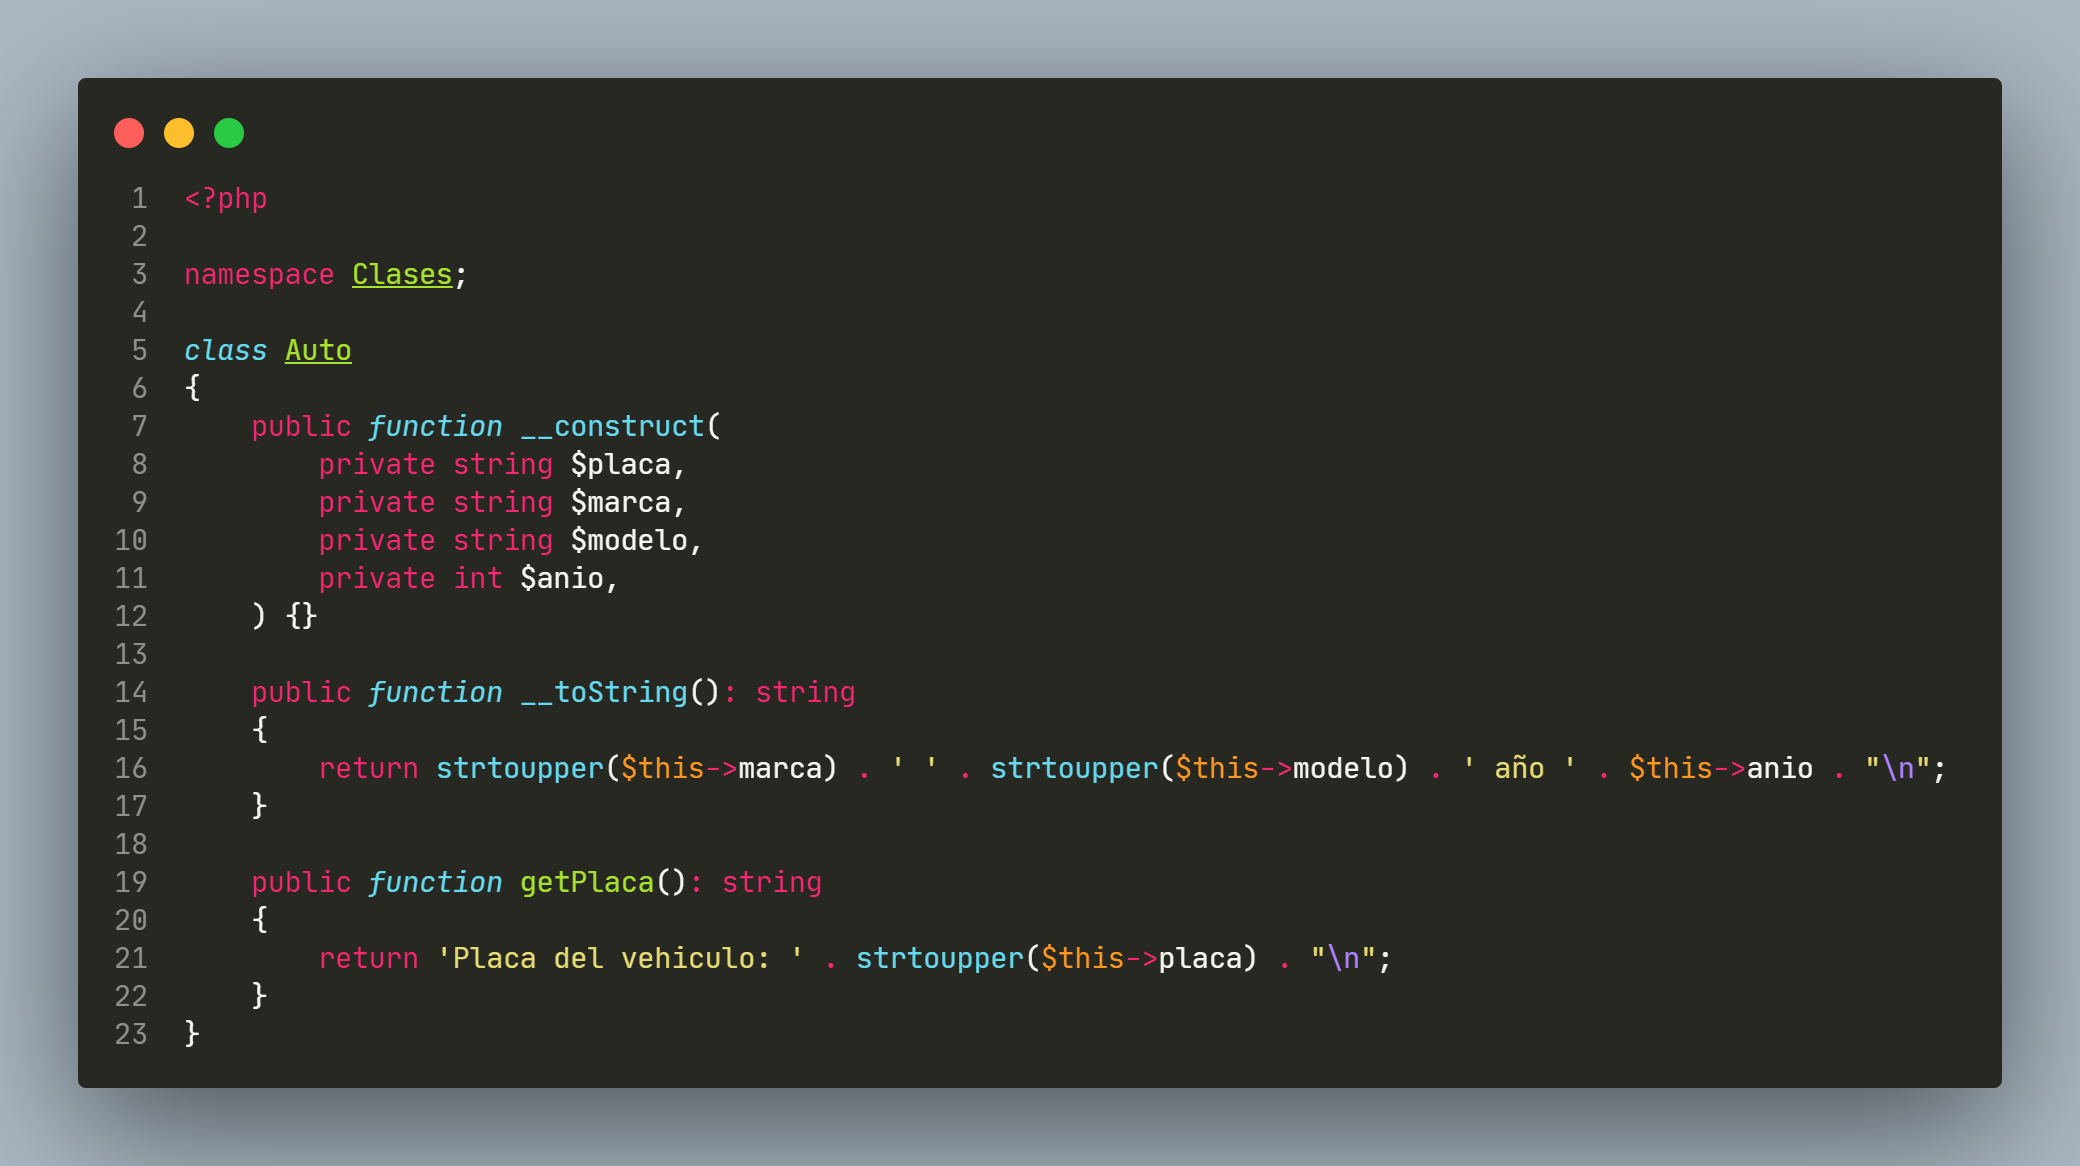 1 <?php
2
3 namespace Clases;
4
5 class Auto
6 {
7     public function __construct(
8         private string $placa,
9         private string $marca,
10         private string $modelo,
11         private int $anio,
12     ) {}
13
14     public function __toString(): string
15     {
16         return strtoupper($this->marca) . ' ' . strtoupper($this->modelo) . ' año ' . $this->anio . "\n";
17     }
18
19     public function getPlaca(): string
20     {
21         return 'Placa del vehiculo: ' . strtoupper($this->placa) . "\n";
22     }
23 }